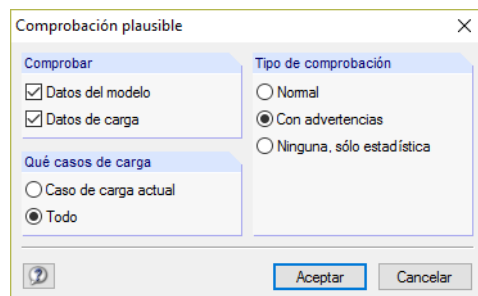 Comprobación plausible
Comprobar
Datos del modelo
Datos de carga
Qué casos de carga
Caso de carga actual
Todo
Tipo de comprobación
Normal
Con advertencias
Ninguna, sólo estadística
Aceptar
Cancelar